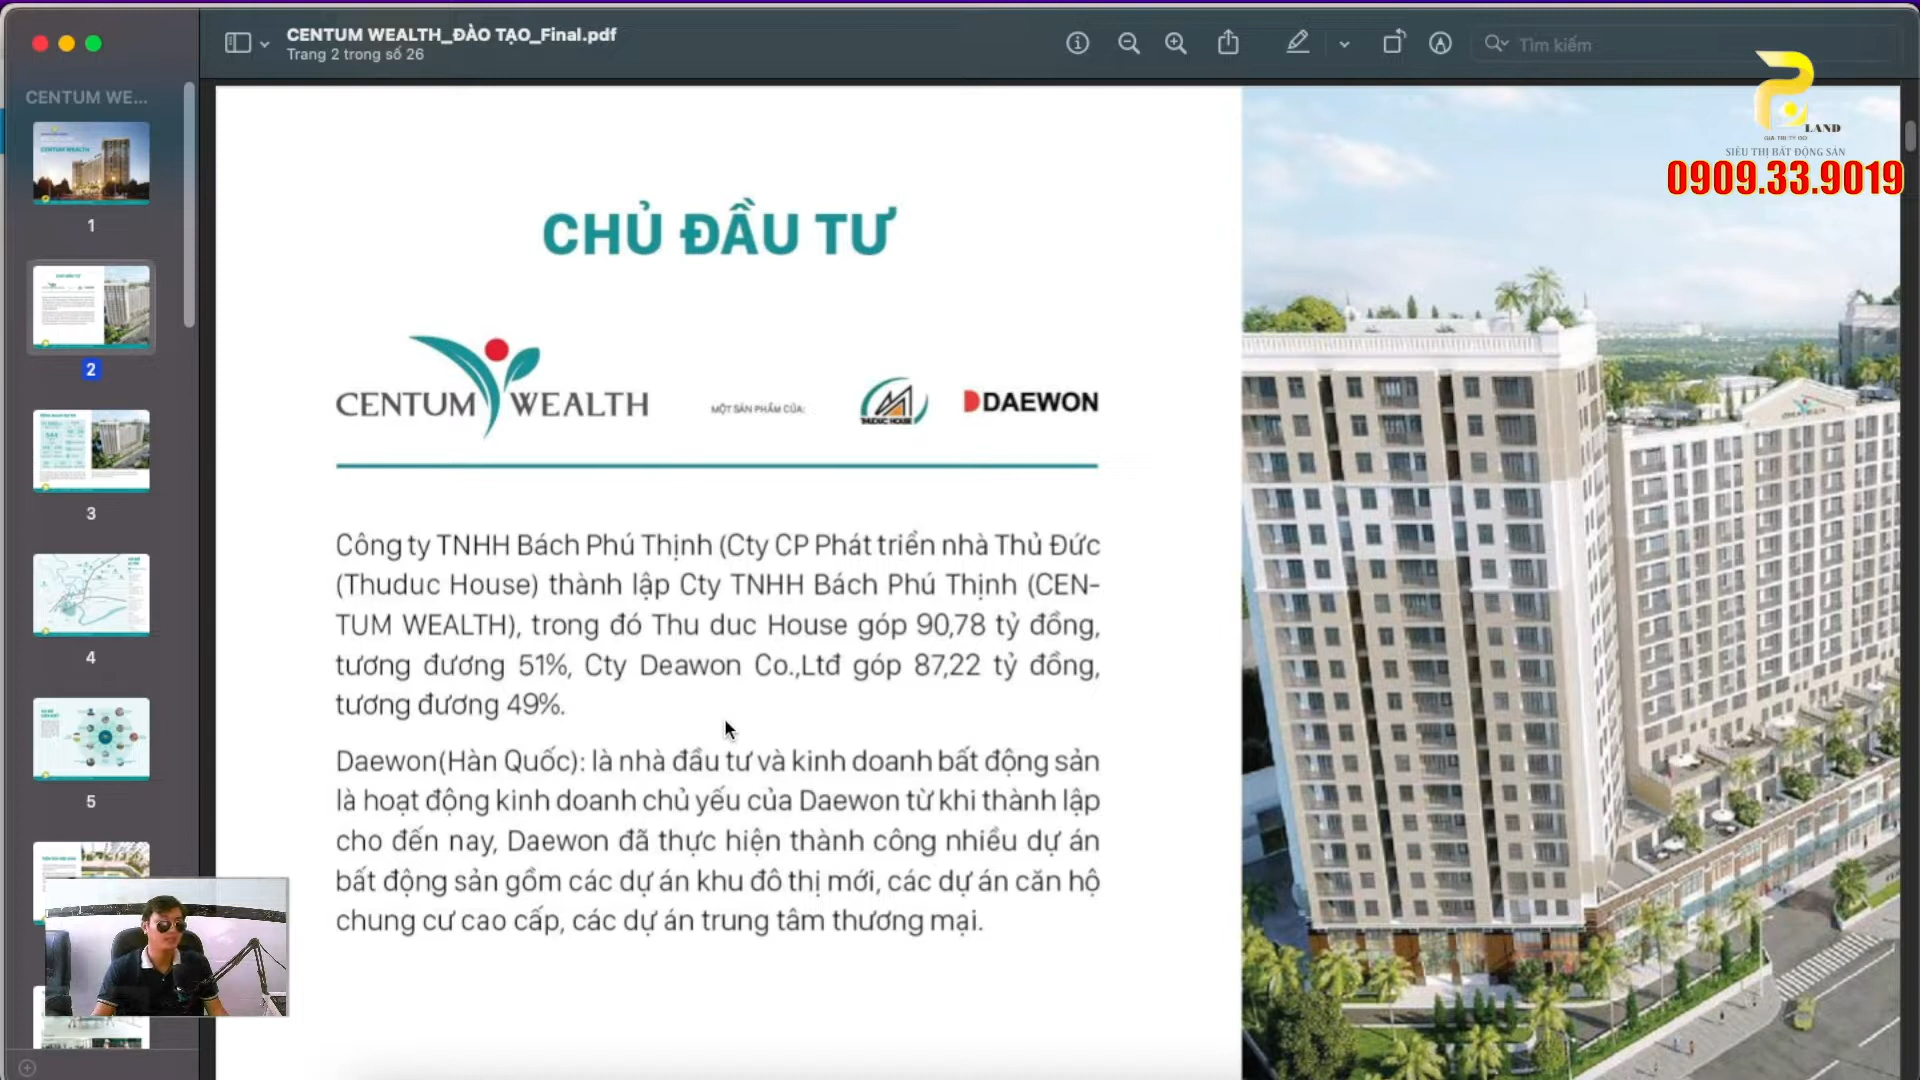 CENTUM WEALTH_ĐÀO TẠO_Final.pdf
Trang 2 trong số 26
Tìm kiếm
CENTUM WE...
1
2
3
4
5
LAND
GIÁ TRỊ TỶ ĐÔ
SIÊU THỊ BẤT ĐỘNG SẢN
0909.33.9019
CHỦ ĐẦU TƯ
CENTUM WEALTH
MỘT SẢN PHẨM CỦA:
THUDUC HOUSE
DAEWON
Công ty TNHH Bách Phú Thịnh (Cty CP Phát triển nhà Thủ Đức
(Thuduc House) thành lập Cty TNHH Bách Phú Thịnh (CEN-
TUM WEALTH), trong đó Thu duc House góp 90,78 tỷ đồng,
tương đương 51%, Cty Deawon Co.,Ltđ góp 87,22 tỷ đồng,
tương đương 49%.
Daewon(Hàn Quốc): là nhà đầu tư và kinh doanh bất động sản
là hoạt động kinh doanh chủ yếu của Daewon từ khi thành lập
cho đến nay, Daewon đã thực hiện thành công nhiều dự án
bất động sản gồm các dự án khu đô thị mới, các dự án căn hộ
chung cư cao cấp, các dự án trung tâm thương mại.